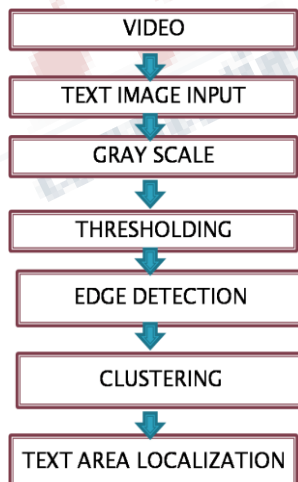 VIDEO
TEXT IMAGE INPUT
GRAY SCALE
THRESHOLDING
EDGE DETECTION
CLUSTERING
TEXT AREA LOCALIZATION